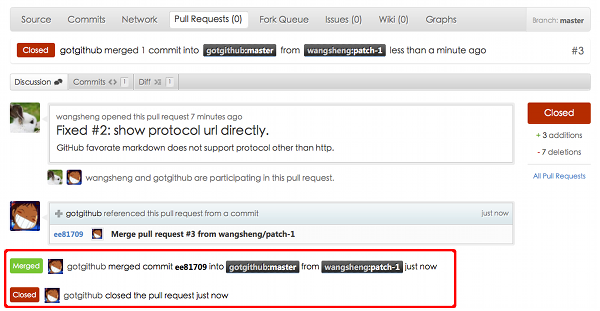 Source Commits Network Pull Requests (0) Fork Queue Issues (0) Wiki (0) Graphs Branch: master
Closed gotgithub merged 1 commit into gotgithub:master from wangsheng:patch-1 less than a minute ago #3
Discussion Commits <> 1 Diff 1
wangsheng opened this pull request 7 minutes ago
Closed
Fixed #2: show protocol url directly.
+ 3 additions
GitHub favorate markdown does not support protocol other than http.
- 7 deletions
wangsheng and gotgithub are participating in this pull request.
All Pull Requests
gotgithub referenced this pull request from a commit just now
ee81709 Merge pull request #3 from wangsheng/patch-1
Merged gotgithub merged commit ee81709 into gotgithub:master from wangsheng:patch-1 just now
Closed gotgithub closed the pull request just now